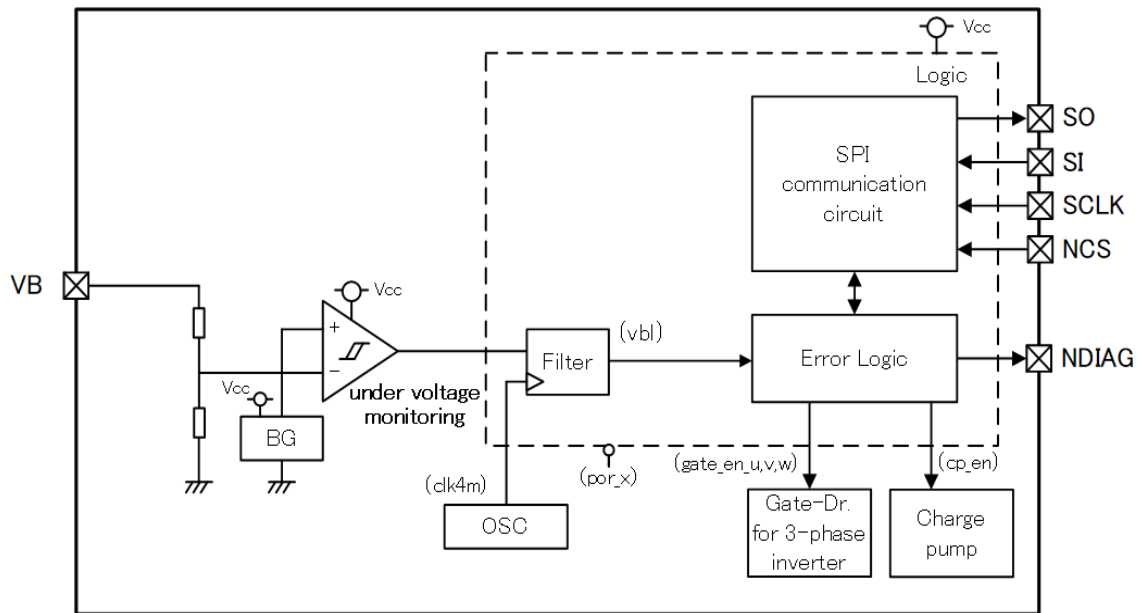 Vcc
Logic
SO
SPI
communication
circuit
SI
SCLK
NCS
VB
Vcc
+
−
(vbl)
Filter
Error Logic
NDIAG
under voltage
monitoring
Vcc
BG
(clk4m)
OSC
(por_x)
(gate_en_u,v,w)
(cp_en)
Gate-Dr.
for 3-phase
inverter
Charge
pump